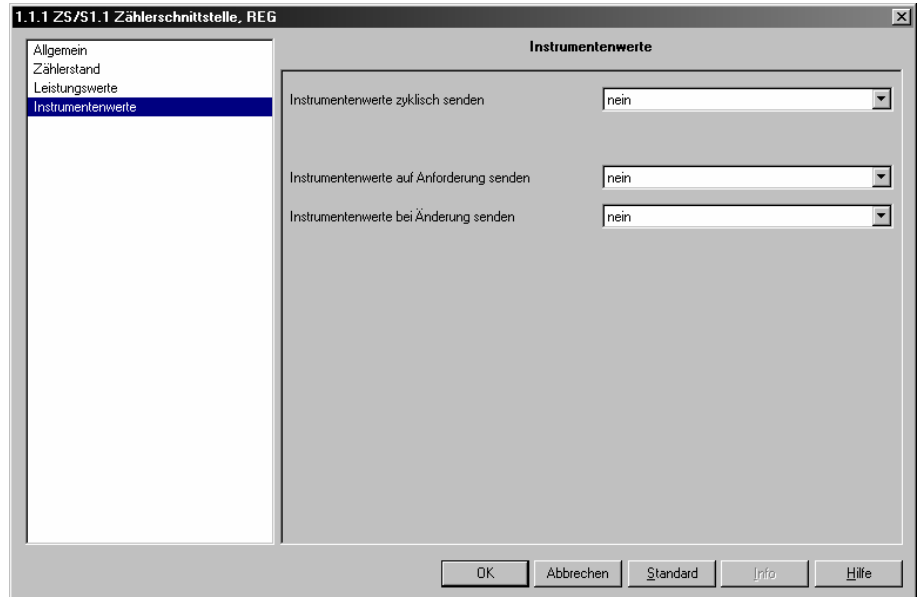 1.1.1 ZS/S1.1 Zählerschnittstelle, REG
Allgemein
Zählerstand
Leistungswerte
Instrumentenwerte
Instrumentenwerte
Instrumentenwerte zyklisch senden
nein
Instrumentenwerte auf Anforderung senden
nein
Instrumentenwerte bei Änderung senden
nein
OK
Abbrechen
Standard
Info
Hilfe